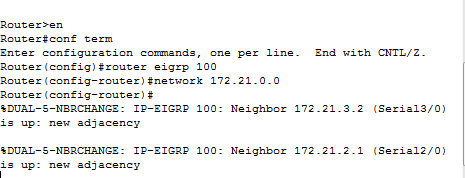 Router>en
Router#conf term
Enter configuration commands, one per line.  End with CNTL/Z.
Router(config)#router eigrp 100
Router(config-router)#network 172.21.0.0
Router(config-router)#
%DUAL-5-NBRCHANGE: IP-EIGRP 100: Neighbor 172.21.3.2 (Serial3/0)
is up: new adjacency
%DUAL-5-NBRCHANGE: IP-EIGRP 100: Neighbor 172.21.2.1 (Serial2/0)
is up: new adjacency